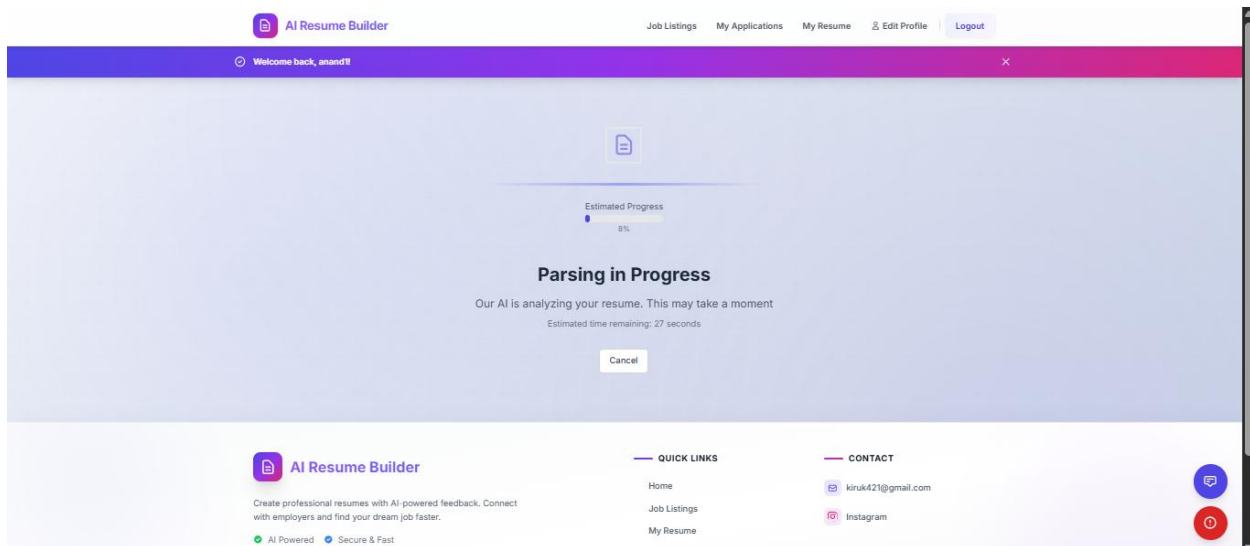 AI Resume Builder
Job Listings My Applications My Resume Edit Profile Logout
Welcome back, anand1!
Estimated Progress
8%
Parsing in Progress
Our AI is analyzing your resume. This may take a moment
Estimated time remaining: 27 seconds
Cancel
AI Resume Builder
Create professional resumes with AI-powered feedback. Connect
with employers and find your dream job faster.
AI Powered Secure & Fast
QUICK LINKS
Home
Job Listings
My Resume
CONTACT
kiruk421@gmail.com
Instagram